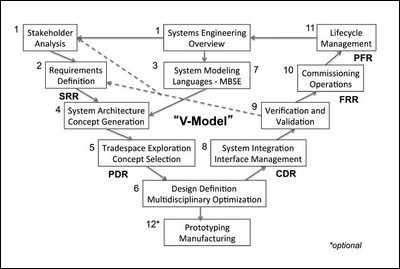 1
Stakeholder
Analysis
1
Systems Engineering
Overview
11
Lifecycle
Management
PFR
2
Requirements
Definition
SRR
3
System Modeling
Languages - MBSE
7
10
Commissioning
Operations
FRR
4
System Architecture
Concept Generation
“V-Model”
9
Verification and
Validation
5
Tradespace Exploration
Concept Selection
PDR
8
System Integration
Interface Management
CDR
6
Design Definition
Multidisciplinary Optimization
12*
Prototyping
Manufacturing
*optional